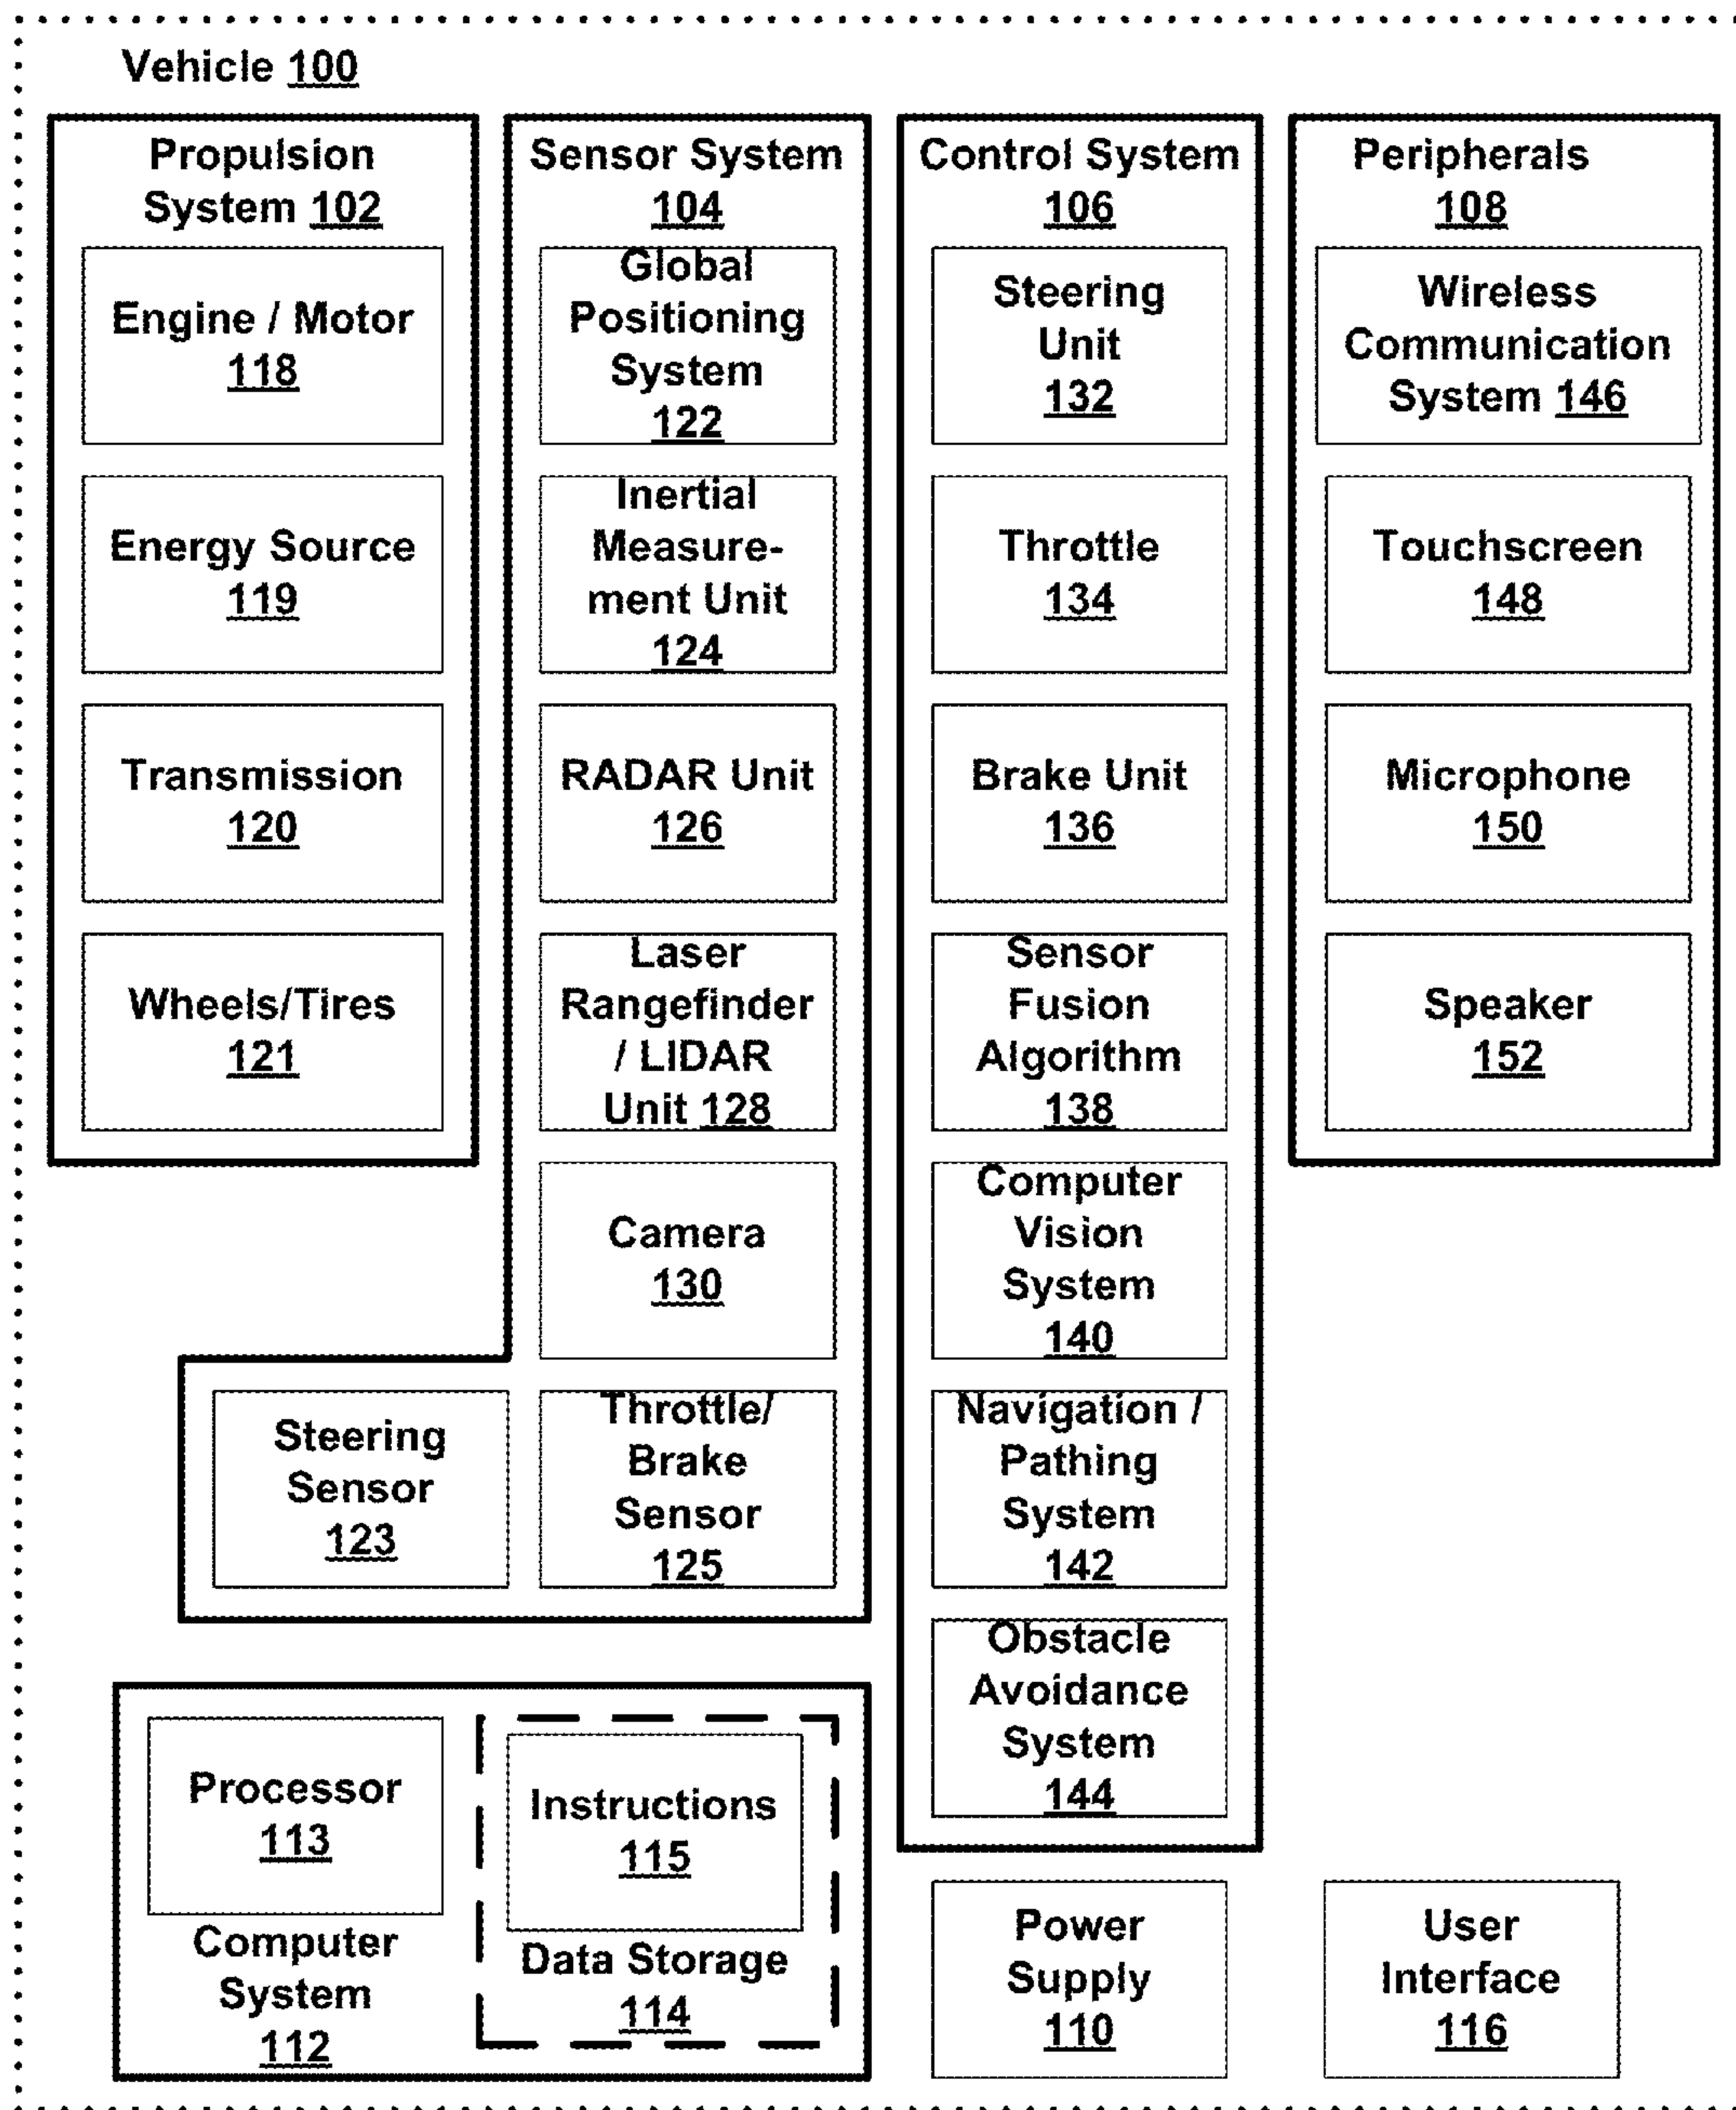 Vehicle 100
Propulsion
System 102
Engine / Motor
118
Energy Source
119
Transmission
120
Wheels/Tires
121
Sensor System
104
Global
Positioning
System
122
Inertial
Measure-
ment Unit
124
RADAR Unit
126
Laser
Rangefinder
/ LIDAR
Unit 128
Camera
130
Steering
Sensor
123
Throttle/
Brake
Sensor
125
Control System
106
Steering
Unit
132
Throttle
134
Brake Unit
136
Sensor
Fusion
Algorithm
138
Computer
Vision
System
140
Navigation /
Pathing
System
142
Obstacle
Avoidance
System
144
Peripherals
108
Wireless
Communication
System 146
Touchscreen
148
Microphone
150
Speaker
152
Processor
113
Computer
System
112
Instructions
115
Data Storage
114
Power
Supply
110
User
Interface
116